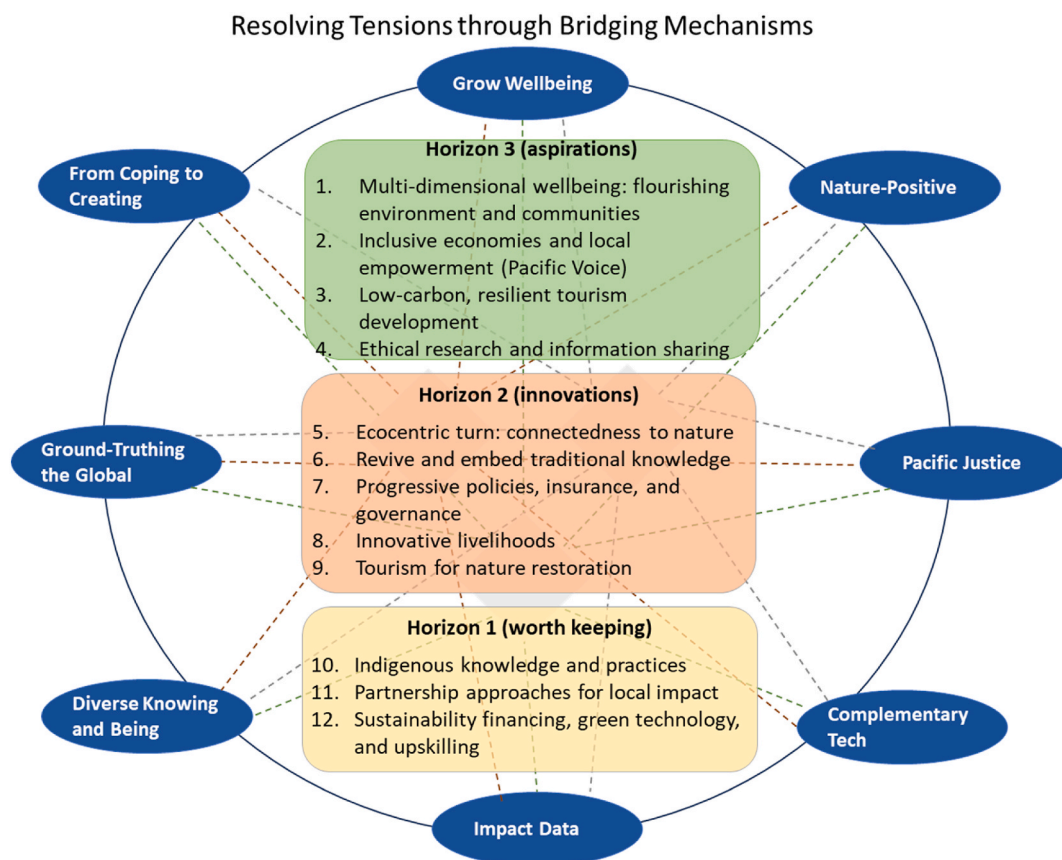 Resolving Tensions through Bridging Mechanisms
Grow Wellbeing
From Coping to
Creating
Nature-Positive
Horizon 3 (aspirations)
1. Multi-dimensional wellbeing: flourishing
environment and communities
2. Inclusive economies and local
empowerment (Pacific Voice)
3. Low-carbon, resilient tourism
development
4. Ethical research and information sharing
Ground-Truthing
the Global
Pacific Justice
Horizon 2 (innovations)
5. Ecocentric turn: connectedness to nature
6. Revive and embed traditional knowledge
7. Progressive policies, insurance, and
governance
8. Innovative livelihoods
9. Tourism for nature restoration
Horizon 1 (worth keeping)
10. Indigenous knowledge and practices
11. Partnership approaches for local impact
12. Sustainability financing, green technology,
and upskilling
Diverse Knowing
and Being
Complementary
Tech
Impact Data